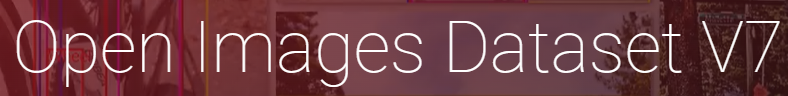 Open Images Dataset V7